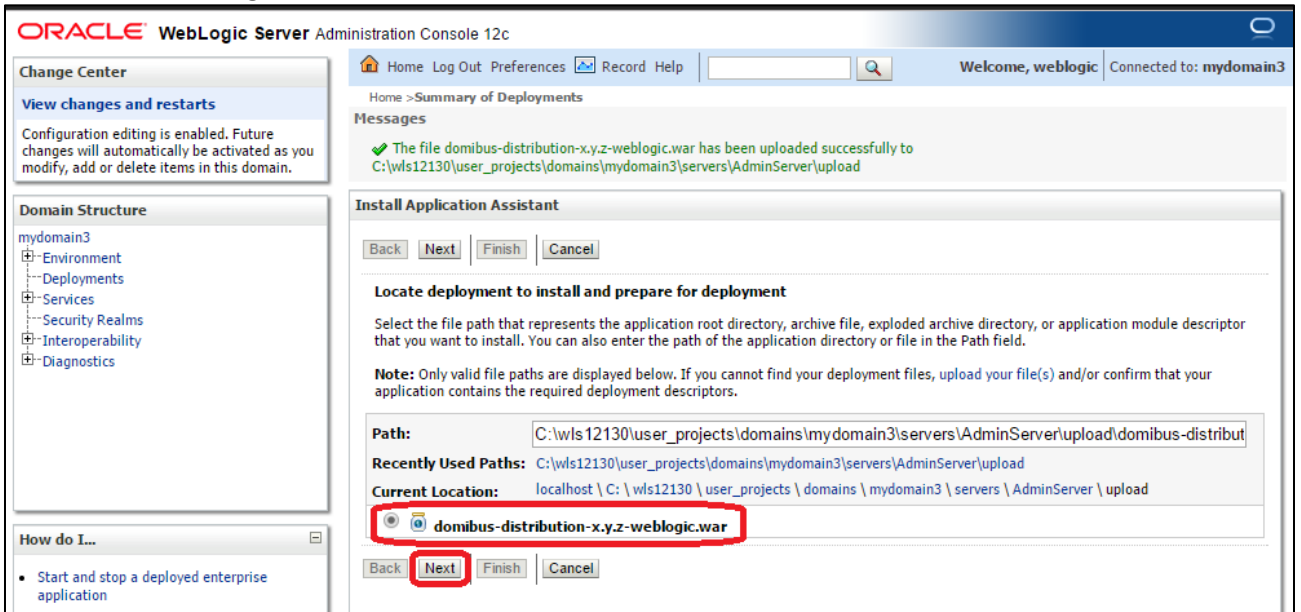 ORACLE WebLogic Server Administration Console 12c
Change Center
View changes and restarts
Configuration editing is enabled. Future
changes will automatically be activated as you
modify, add or delete items in this domain.
Domain Structure
mydomain3
Environment
Deployments
Services
Security Realms
Interoperability
Diagnostics
How do I...
Start and stop a deployed enterprise
application
Home Log Out Preferences Record Help
Welcome, weblogic Connected to: mydomain3
Home >Summary of Deployments
Messages
The file domibus-distribution-x.y.z-weblogic.war has been uploaded successfully to
C:\wls12130\user_projects\domains\mydomain3\servers\AdminServer\upload
Install Application Assistant
Back Next Finish Cancel
Locate deployment to install and prepare for deployment
Select the file path that represents the application root directory, archive file, exploded archive directory, or application module descriptor
that you want to install. You can also enter the path of the application directory or file in the Path field.
Note: Only valid file paths are displayed below. If you cannot find your deployment files, upload your file(s) and/or confirm that your
application contains the required deployment descriptors.
Path: C:\wls12130\user_projects\domains\mydomain3\servers\AdminServer\upload\domibus-distribut
Recently Used Paths: C:\wls12130\user_projects\domains\mydomain3\servers\AdminServer\upload
Current Location: localhost \ C: \ wls12130 \ user_projects \ domains \ mydomain3 \ servers \ AdminServer \ upload
domibus-distribution-x.y.z-weblogic.war
Back Next Finish Cancel